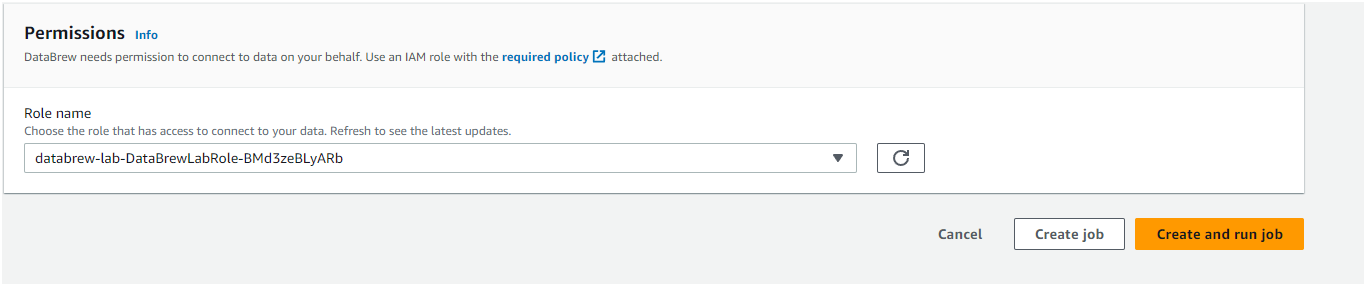 Permissions Info
DataBrew needs permission to connect to data on your behalf. Use an IAM role with the required policy attached.
Role name
Choose the role that has access to connect to your data. Refresh to see the latest updates.
databrew-lab-DataBrewLabRole-BMd3zeBLyARb
Cancel Create job Create and run job